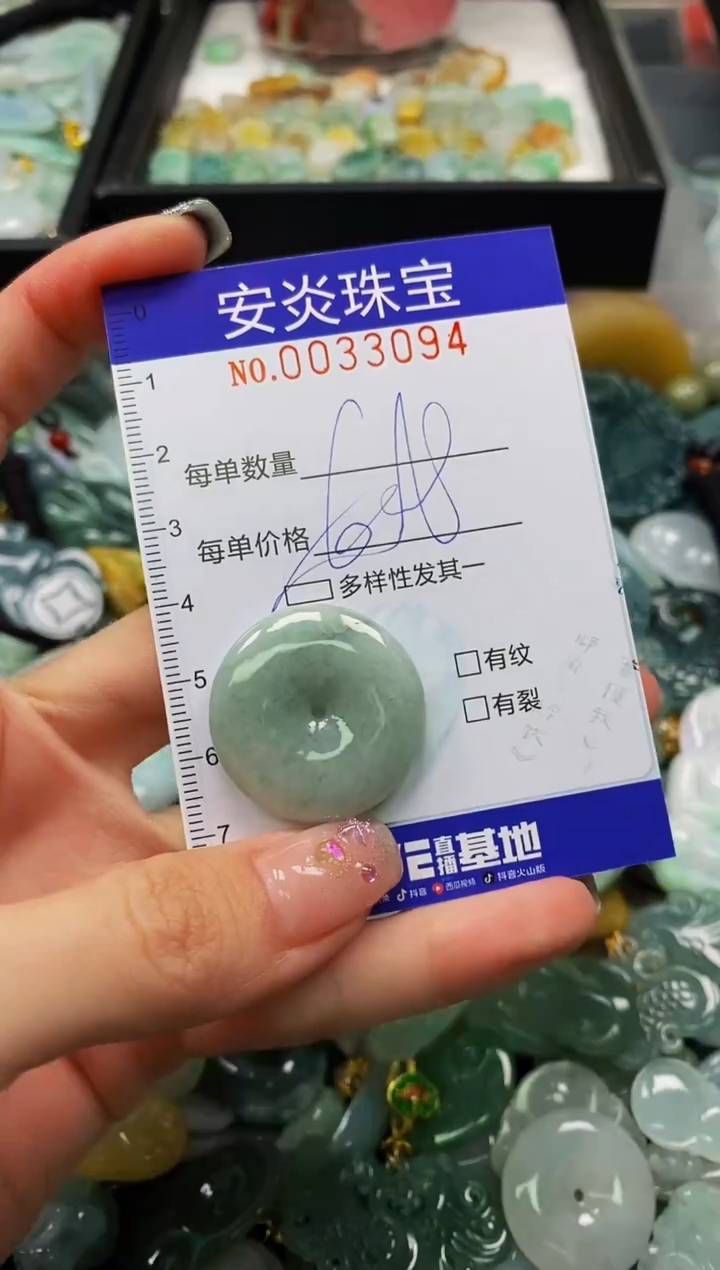 安炎珠宝
NO.0033094
0
1
2
每单数量
3
每单价格
4
多样性发其一
5
有纹
有裂
6
7
直播基地
抖音 西瓜视频 抖音火山版